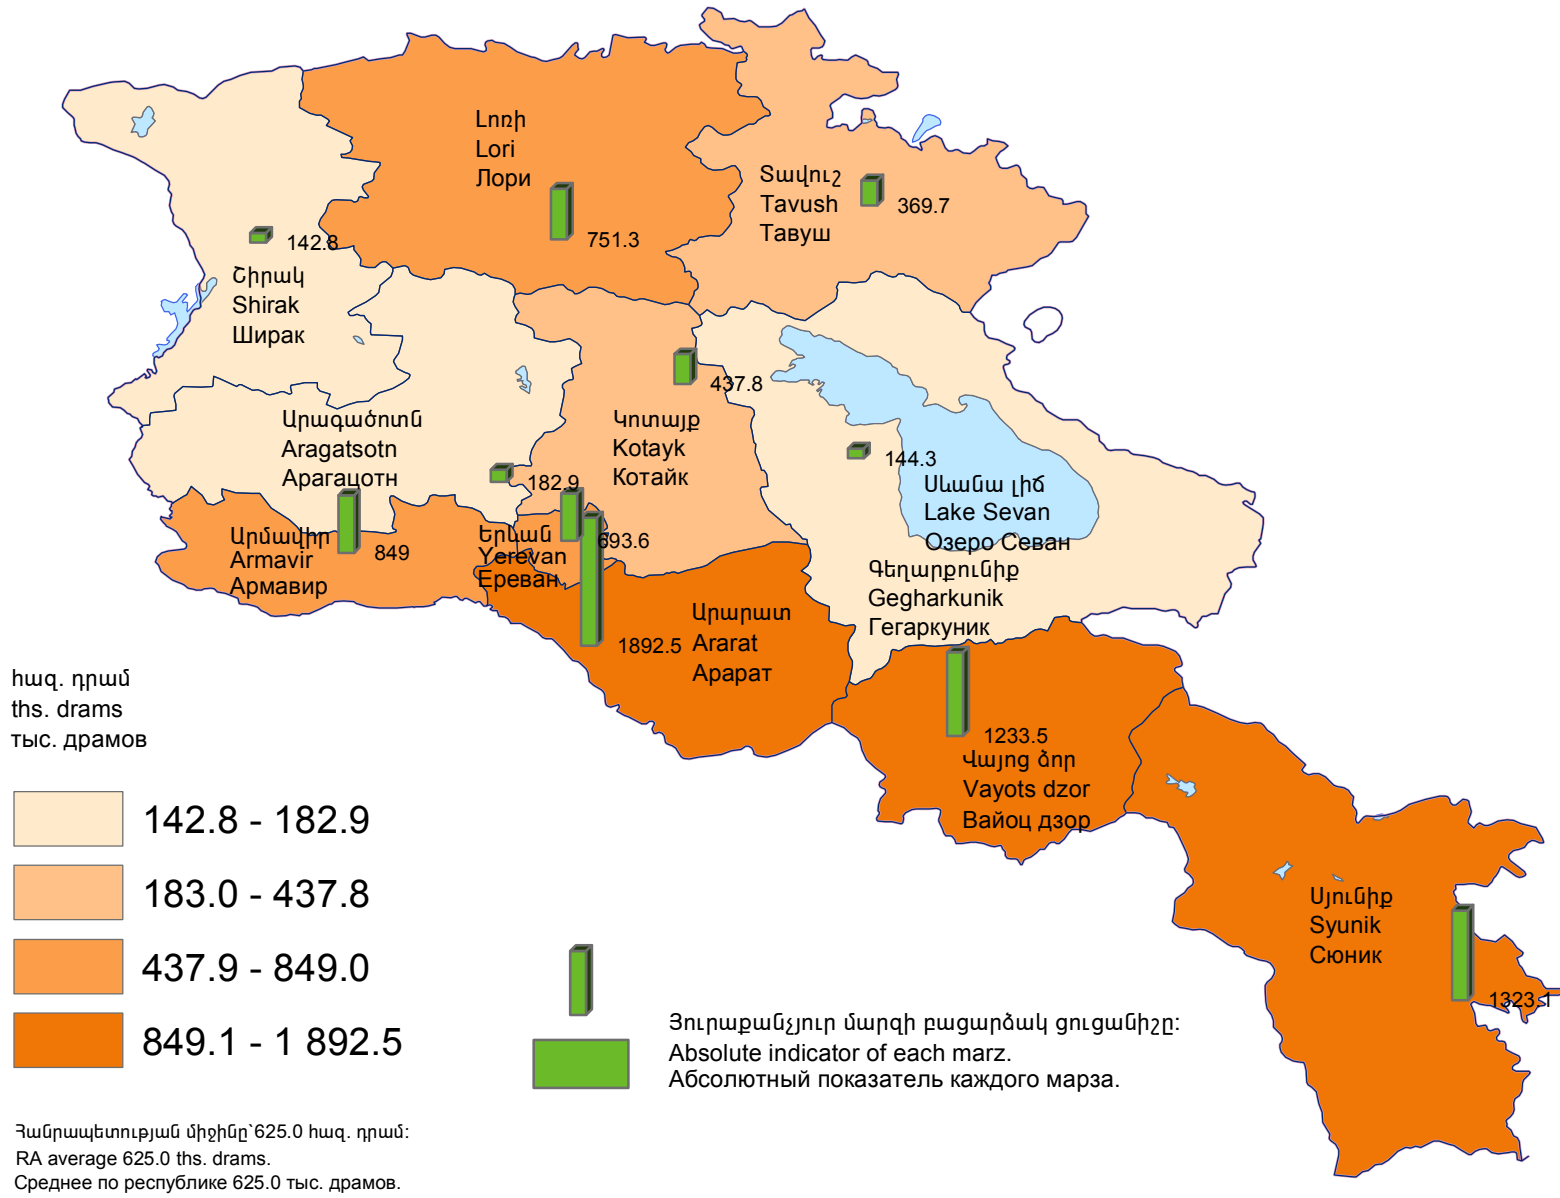 Լոռի
Lori
Лори
751.3
Տավուշ
Tavush
Тавуш
369.7
142.8
Շիրակ
Shirak
Ширак
437.8
Կոտայք
Kotayk
Котайк
Արագածոտն
Aragatsotn
Арагацотн
182.9
144.3
Սևանա լիճ
Lake Sevan
Озеро Севан
Գեղարքունիք
Gegharkunik
Гегаркуник
Արմավիր
Armavir
Армавир
849
Երևան
Yerevan
Ереван
693.6
1892.5
Արարատ
Ararat
Арарат
1233.5
Վայոց ձոր
Vayots dzor
Вайоц дзор
Սյունիք
Syunik
Сюник
1323.1
հազ. դրամ
ths. drams
тыс. драмов
142.8 - 182.9
183.0 - 437.8
437.9 - 849.0
849.1 - 1 892.5
Յուրաքանչյուր մարզի բացարձակ ցուցանիշը:
Absolute indicator of each marz.
Абсолютный показатель каждого марза.
Հանրապետության միջինը՝625.0 հազ. դրամ:
RA average 625.0 ths. drams.
Среднее по республике 625.0 тыс. драмов.